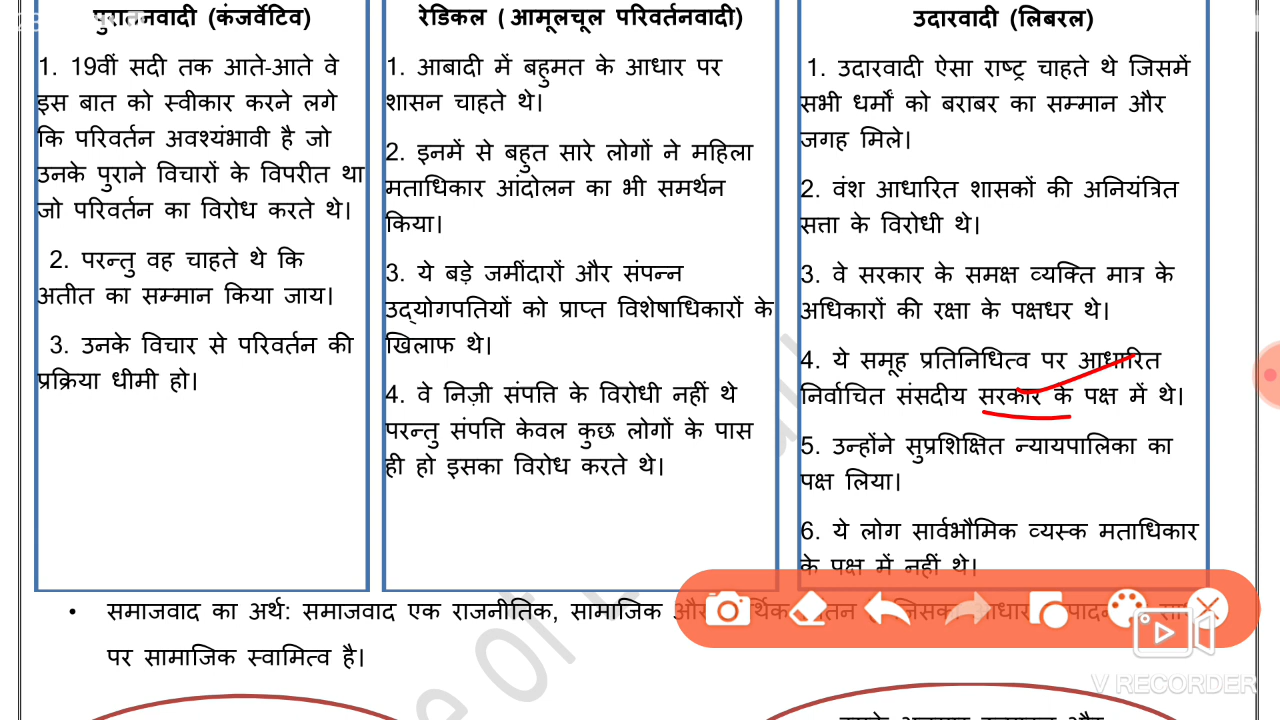 पुरातनवादी (कंजर्वेटिव)
1. 19वीं सदी तक आते-आते वे
इस बात को स्वीकार करने लगे
कि परिवर्तन अवश्यंभावी है जो
उनके पुराने विचारों के विपरीत था
जो परिवर्तन का विरोध करते थे।
2. परन्तु वह चाहते थे कि
अतीत का सम्मान किया जाय।
3. उनके विचार से परिवर्तन की
प्रक्रिया धीमी हो।
रेडिकल ( आमूलचूल परिवर्तनवादी)
1. आबादी में बहुमत के आधार पर
शासन चाहते थे।
2. इनमें से बहुत सारे लोगों ने महिला
मताधिकार आंदोलन का भी समर्थन
किया।
3. ये बड़े जमींदारों और संपन्न
उद्योगपतियों को प्राप्त विशेषाधिकारों के
खिलाफ थे।
4. वे निज़ी संपत्ति के विरोधी नहीं थे
परन्तु संपत्ति केवल कुछ लोगों के पास
ही हो इसका विरोध करते थे।
उदारवादी (लिबरल)
1. उदारवादी ऐसा राष्ट्र चाहते थे जिसमें
सभी धर्मों को बराबर का सम्मान और
जगह मिले।
2. वंश आधारित शासकों की अनियंत्रित
सत्ता के विरोधी थे।
3. वे सरकार के समक्ष व्यक्ति मात्र के
अधिकारों की रक्षा के पक्षधर थे।
4. ये समूह प्रतिनिधित्व पर आधारित
निर्वाचित संसदीय सरकार के पक्ष में थे।
5. उन्होंने सुप्रशिक्षित न्यायपालिका का
पक्ष लिया।
6. ये लोग सार्वभौमिक व्यस्क मताधिकार
के पक्ष में नहीं थे।
• समाजवाद का अर्थ: समाजवाद एक राजनीतिक, सामाजिक और
पर सामाजिक स्वामित्व है।
V RECORDER